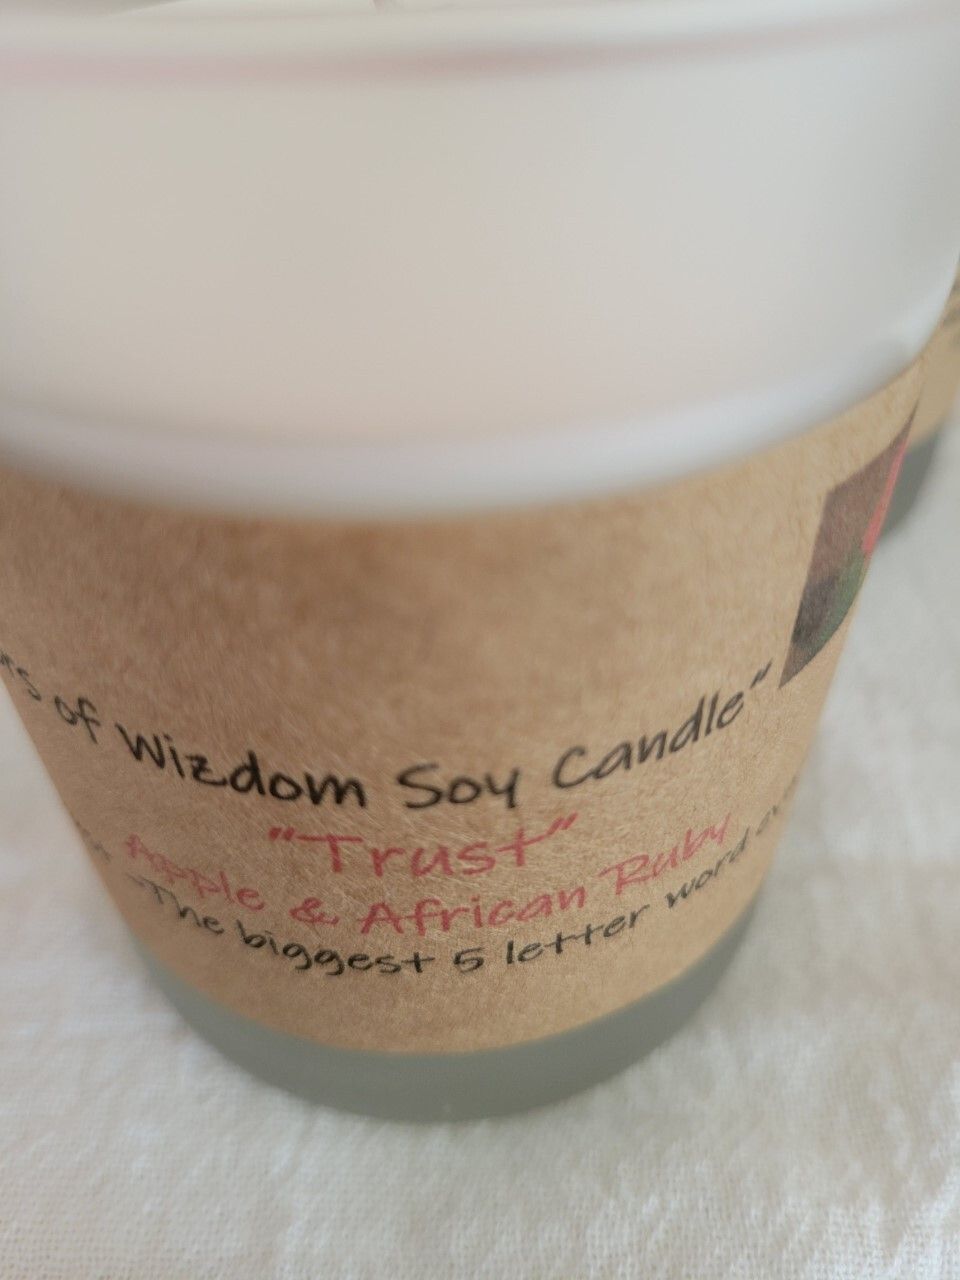 of Wizdom Soy Candle"
"Trust"
Apple & African Ruby
"The biggest 5 letter word